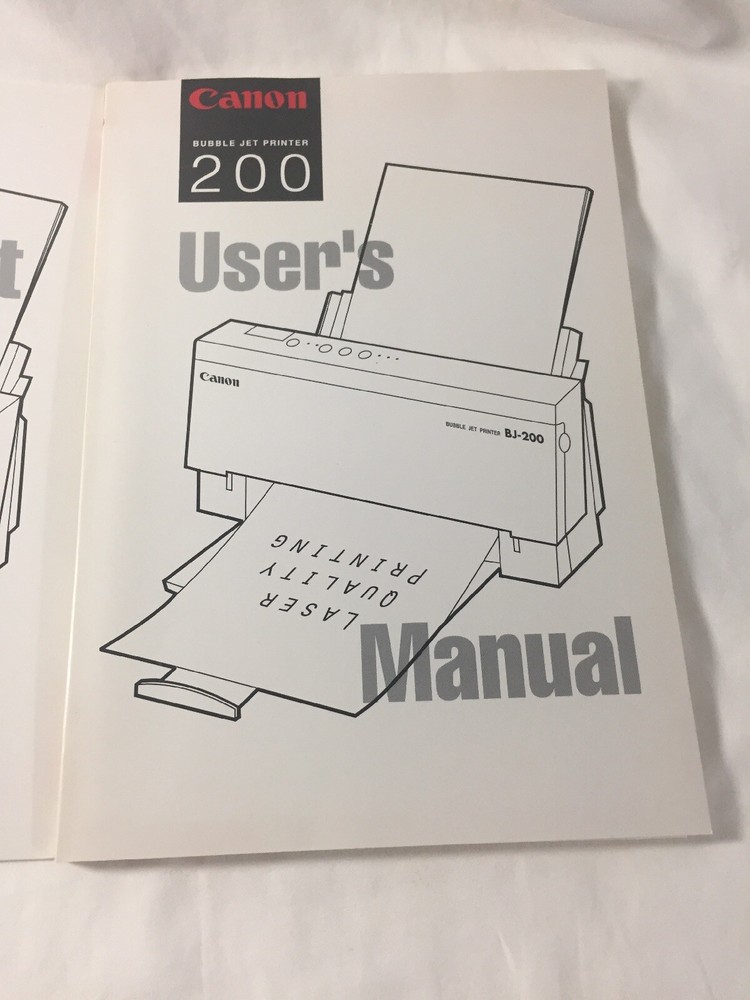 Canon
BUBBLE JET PRINTER
200
User's
t
Canon
BUBBLE JET PRINTER BJ-200
LASER
QUALITY
PRINTING
Manual